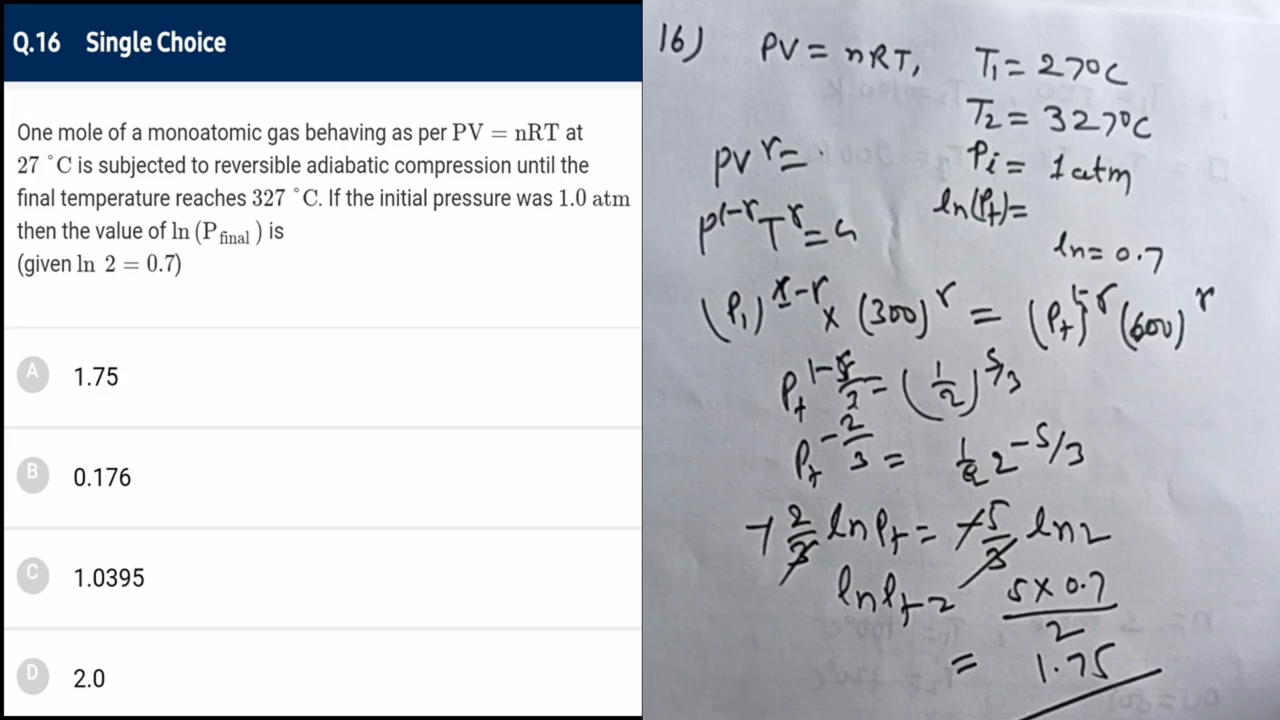 Q.16 Single Choice
One mole of a monoatomic gas behaving as per PV = nRT at
27 °C is subjected to reversible adiabatic compression until the
final temperature reaches 327 °C. If the initial pressure was 1.0 atm
then the value of ln (P_final) is
(given ln 2 = 0.7)
A 1.75
B 0.176
C 1.0395
D 2.0
16) PV = nRT, T₁ = 27°C
T₂ = 327°C
PV^r = Pi = 1 atm
ln(P_f) =
P^1-r T^r =
ln = 0.7
(P₁)^1-r × (300)^r = (P_f)^1-r (600)^r
P_f^1-5/3 = (1/2)^5/3
P_f^-2/3 = 2^-5/3
-2/3 ln P_f = -5/3 ln 2
ln P_f = 5 × 0.7 / 2
= 1.75